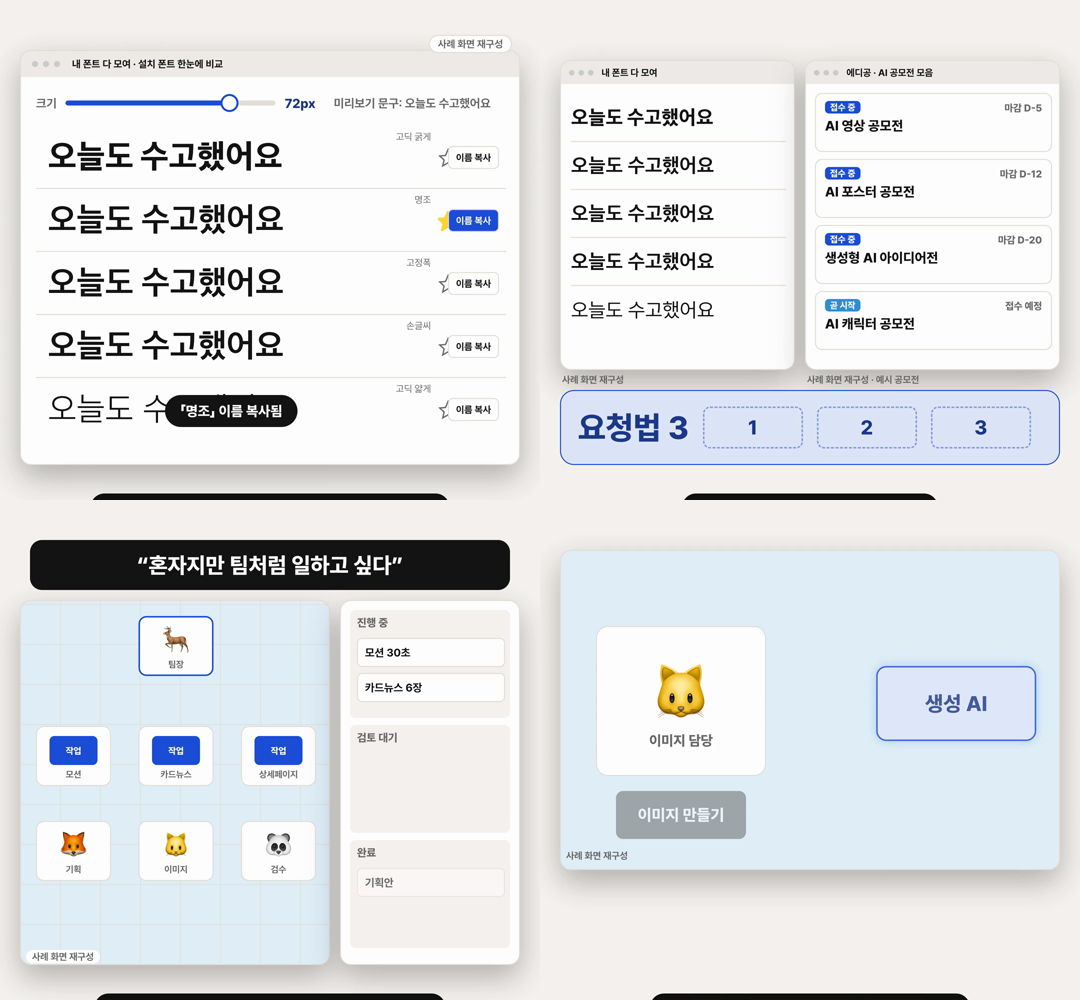 사례 화면 재구성
내 폰트 다 모여 · 설치 폰트 한눈에 비교
크기 72px 미리보기 문구: 오늘도 수고했어요
고딕 굵게
오늘도 수고했어요 이름 복사
명조
오늘도 수고했어요 이름 복사
고정폭
오늘도 수고했어요 이름 복사
손글씨
오늘도 수고했어요 이름 복사
고딕 얇게
오늘도 수 이름 복사
「명조」 이름 복사됨
내 폰트 다 모여
오늘도 수고했어요
오늘도 수고했어요
오늘도 수고했어요
오늘도 수고했어요
오늘도 수고했어요
사례 화면 재구성
에디공 · AI 공모전 모음
접수 중 마감 D-5
AI 영상 공모전
접수 중 마감 D-12
AI 포스터 공모전
접수 중 마감 D-20
생성형 AI 아이디어전
곧 시작 접수 예정
AI 캐릭터 공모전
사례 화면 재구성 · 예시 공모전
요청법 3 1 2 3
“혼자지만 팀처럼 일하고 싶다”
팀장
작업 작업 작업
모션 카드뉴스 상세페이지
기획 이미지 검수
사례 화면 재구성
진행 중
모션 30초
카드뉴스 6장
검토 대기
완료
기획안
이미지 담당
이미지 만들기
생성 AI
사례 화면 재구성